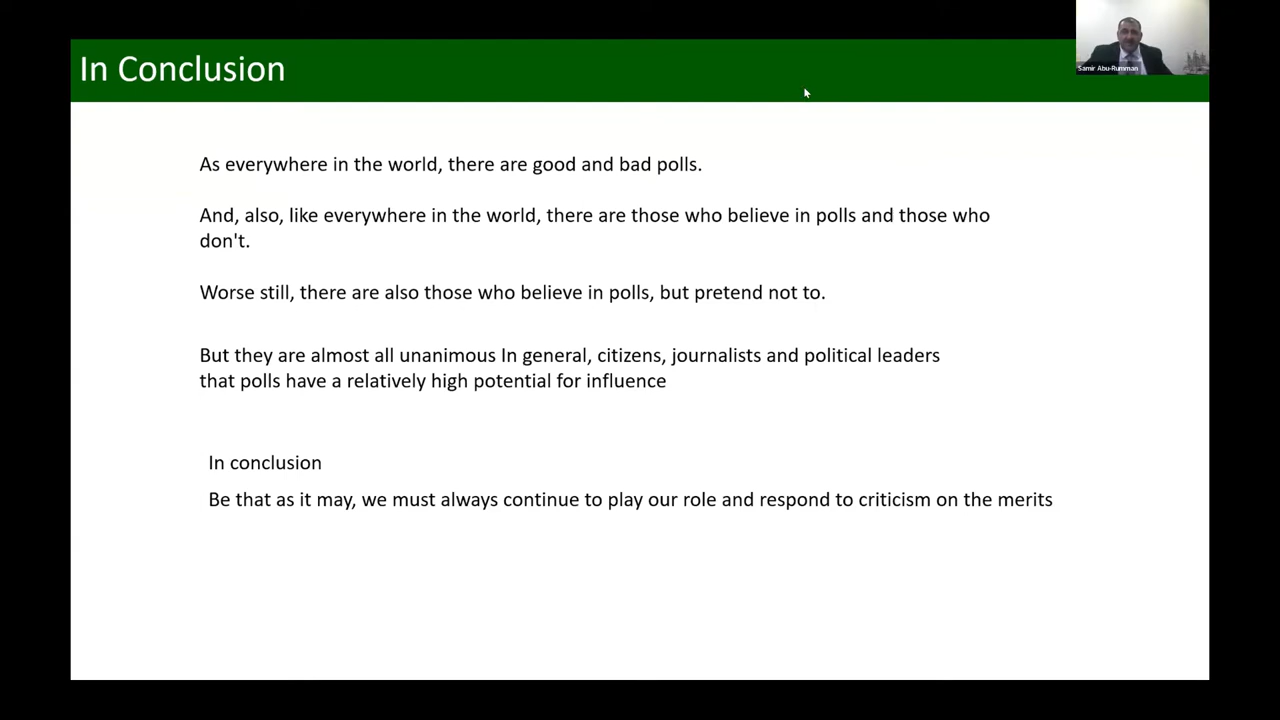 In Conclusion
Samir Abu-Rumman
As everywhere in the world, there are good and bad polls.
And, also, like everywhere in the world, there are those who believe in polls and those who
don't.
Worse still, there are also those who believe in polls, but pretend not to.
But they are almost all unanimous In general, citizens, journalists and political leaders
that polls have a relatively high potential for influence
In conclusion
Be that as it may, we must always continue to play our role and respond to criticism on the merits